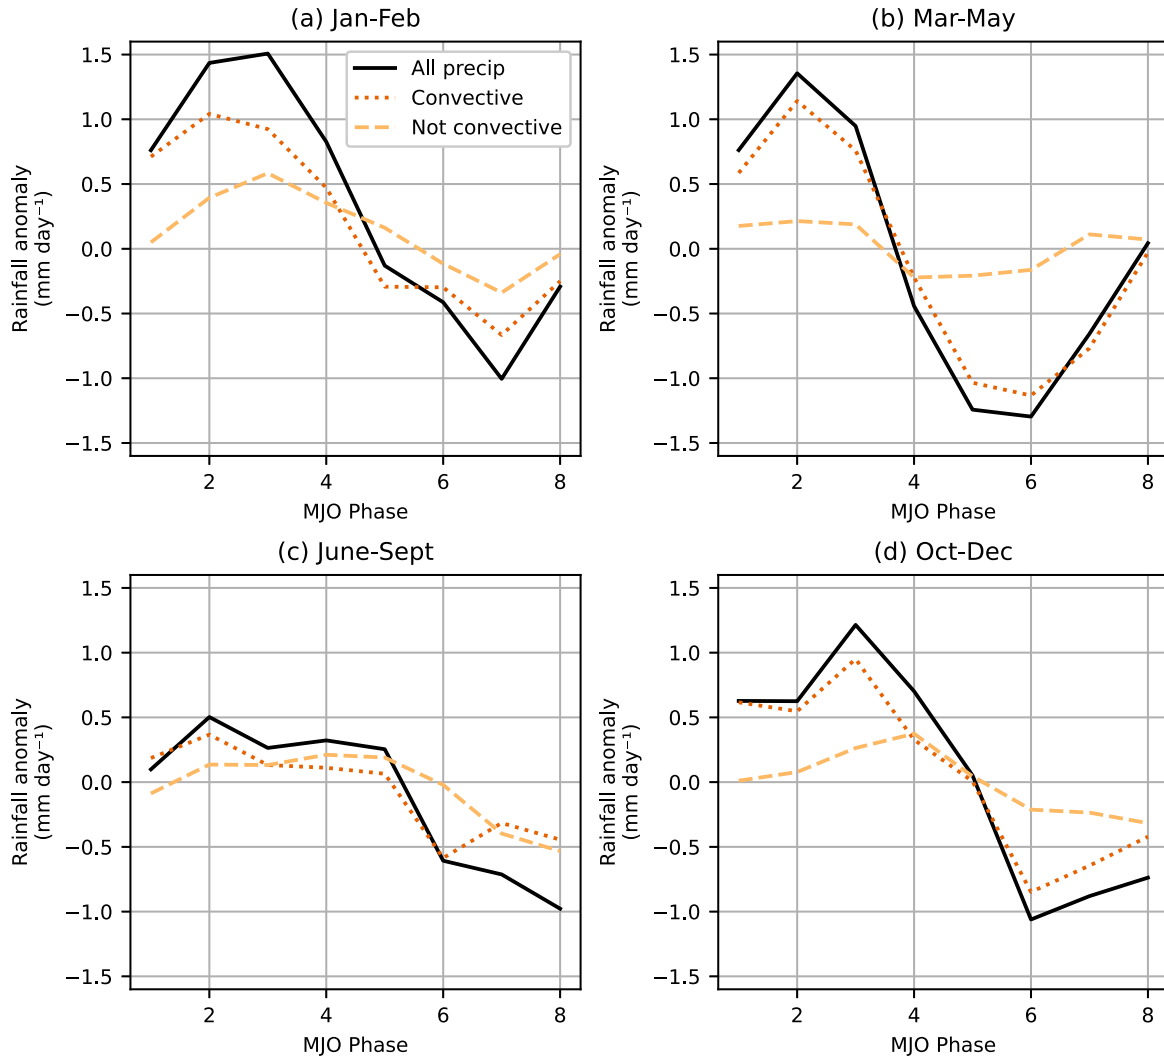 (a) Jan-Feb
1.5
1.0
0.5
0.0
−0.5
−1.0
−1.5
Rainfall anomaly
(mm day⁻¹)
All precip
Convective
Not convective
2
4
6
8
MJO Phase
(b) Mar-May
1.5
1.0
0.5
0.0
−0.5
−1.0
−1.5
Rainfall anomaly
(mm day⁻¹)
2
4
6
8
MJO Phase
(c) June-Sept
1.5
1.0
0.5
0.0
−0.5
−1.0
−1.5
Rainfall anomaly
(mm day⁻¹)
2
4
6
8
MJO Phase
(d) Oct-Dec
1.5
1.0
0.5
0.0
−0.5
−1.0
−1.5
Rainfall anomaly
(mm day⁻¹)
2
4
6
8
MJO Phase